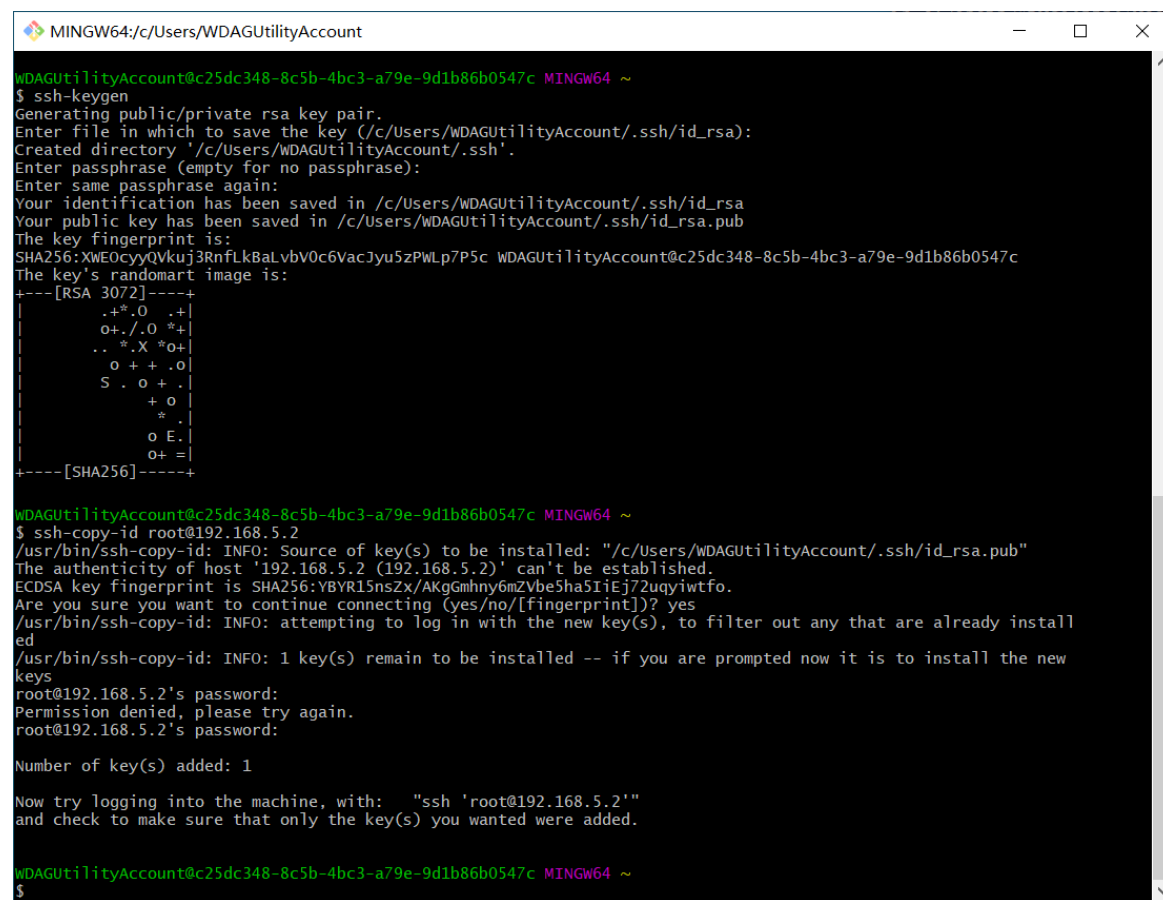 MINGW64:/c/Users/WDAGUtilityAccount
WDAGUtilityAccount@c25dc348-8c5b-4bc3-a79e-9d1b86b0547c MINGW64 ~
$ ssh-keygen
Generating public/private rsa key pair.
Enter file in which to save the key (/c/Users/WDAGUtilityAccount/.ssh/id_rsa):
Created directory '/c/Users/WDAGUtilityAccount/.ssh'.
Enter passphrase (empty for no passphrase):
Enter same passphrase again:
Your identification has been saved in /c/Users/WDAGUtilityAccount/.ssh/id_rsa
Your public key has been saved in /c/Users/WDAGUtilityAccount/.ssh/id_rsa.pub
The key fingerprint is:
SHA256:XWEOcyyQVkuj3RnfLkBaLvbVOc6VacJyu5zPWLp7P5c WDAGUtilityAccount@c25dc348-8c5b-4bc3-a79e-9d1b86b0547c
The key's randomart image is:
+---[RSA 3072]----+
|        .+*.O  .+|
|        o+./.O *+|
|       .. *.X *o+|
|         o + + .o|
|        S . o + .|
|             + o |
|              * .|
|             o E.|
|             o+ =|
+----[SHA256]-----+
WDAGUtilityAccount@c25dc348-8c5b-4bc3-a79e-9d1b86b0547c MINGW64 ~
$ ssh-copy-id root@192.168.5.2
/usr/bin/ssh-copy-id: INFO: Source of key(s) to be installed: "/c/Users/WDAGUtilityAccount/.ssh/id_rsa.pub"
The authenticity of host '192.168.5.2 (192.168.5.2)' can't be established.
ECDSA key fingerprint is SHA256:YBYR15nsZx/AKgGmhny6mZVbe5ha5IiEj72uqyiwtfo.
Are you sure you want to continue connecting (yes/no/[fingerprint])? yes
/usr/bin/ssh-copy-id: INFO: attempting to log in with the new key(s), to filter out any that are already install
ed
/usr/bin/ssh-copy-id: INFO: 1 key(s) remain to be installed -- if you are prompted now it is to install the new
keys
root@192.168.5.2's password:
Permission denied, please try again.
root@192.168.5.2's password:
Number of key(s) added: 1
Now try logging into the machine, with:   "ssh 'root@192.168.5.2'"
and check to make sure that only the key(s) you wanted were added.
WDAGUtilityAccount@c25dc348-8c5b-4bc3-a79e-9d1b86b0547c MINGW64 ~
$